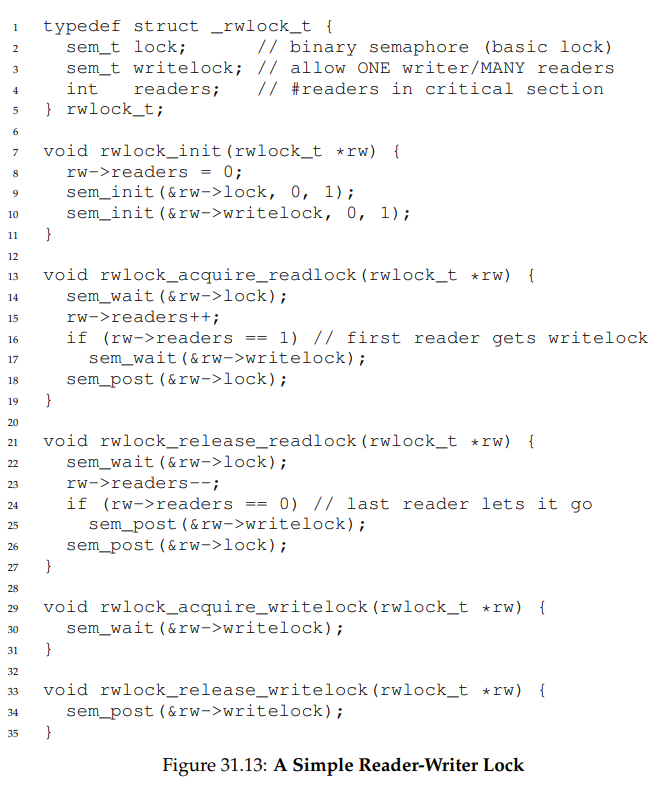 1 typedef struct _rwlock_t {
2   sem_t lock;      // binary semaphore (basic lock)
3   sem_t writelock; // allow ONE writer/MANY readers
4   int   readers;   // #readers in critical section
5 } rwlock_t;
6
7 void rwlock_init(rwlock_t *rw) {
8   rw->readers = 0;
9   sem_init(&rw->lock, 0, 1);
10   sem_init(&rw->writelock, 0, 1);
11 }
12
13 void rwlock_acquire_readlock(rwlock_t *rw) {
14   sem_wait(&rw->lock);
15   rw->readers++;
16   if (rw->readers == 1) // first reader gets writelock
17     sem_wait(&rw->writelock);
18   sem_post(&rw->lock);
19 }
20
21 void rwlock_release_readlock(rwlock_t *rw) {
22   sem_wait(&rw->lock);
23   rw->readers--;
24   if (rw->readers == 0) // last reader lets it go
25     sem_post(&rw->writelock);
26   sem_post(&rw->lock);
27 }
28
29 void rwlock_acquire_writelock(rwlock_t *rw) {
30   sem_wait(&rw->writelock);
31 }
32
33 void rwlock_release_writelock(rwlock_t *rw) {
34   sem_post(&rw->writelock);
35 }
Figure 31.13: A Simple Reader-Writer Lock